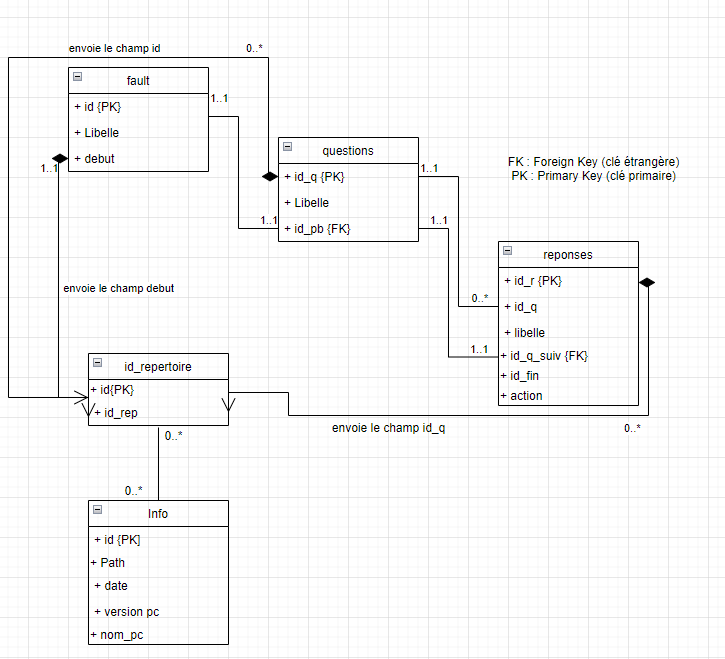 envoie le champ id
0..*
fault
+ id {PK}
+ Libelle
+ debut
1..1
1..1
questions
+ id_q {PK}
+ Libelle
+ id_pb {FK}
1..1
1..1
1..1
FK : Foreign Key (clé étrangère)
PK : Primary Key (clé primaire)
reponses
+ id_r {PK}
+ id_q
+ libelle
+ id_q_suiv {FK}
+ id_fin
+ action
0..*
1..1
envoie le champ debut
id_repertoire
+ id{PK}
+ id_rep
envoie le champ id_q
0..*
0..*
0..*
Info
+ id {PK]
+ Path
+ date
+ version pc
+ nom_pc